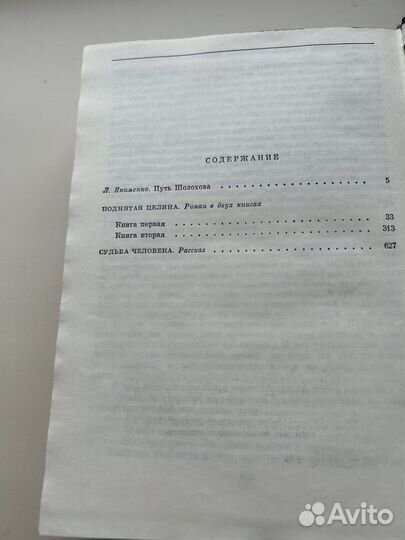 СОДЕРЖАНИЕ
Л. Якименко. Путь Шолохова . . . . . . . . . . . . . . . . . 5
ПОДНЯТАЯ ЦЕЛИНА. Роман в двух книгах
Книга первая . . . . . . . . . . . . . . . . . . . . . . . 33
Книга вторая . . . . . . . . . . . . . . . . . . . . . . . 313
СУДЬБА ЧЕЛОВЕКА. Рассказ . . . . . . . . . . . . . . . . . 627
Avito